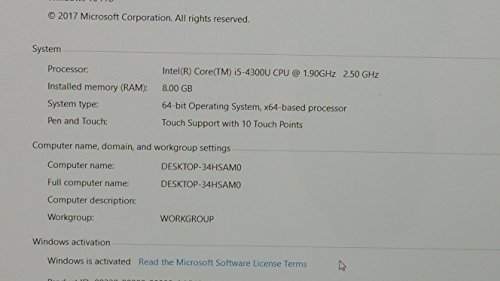 © 2017 Microsoft Corporation. All rights reserved.
System
Processor: Intel(R) Core(TM) i5-4300U CPU @ 1.90GHz 2.50 GHz
Installed memory (RAM): 8.00 GB
System type: 64-bit Operating System, x64-based processor
Pen and Touch: Touch Support with 10 Touch Points
Computer name, domain, and workgroup settings
Computer name: DESKTOP-34HSAM0
Full computer name: DESKTOP-34HSAM0
Computer description:
Workgroup: WORKGROUP
Windows activation
Windows is activated Read the Microsoft Software License Terms